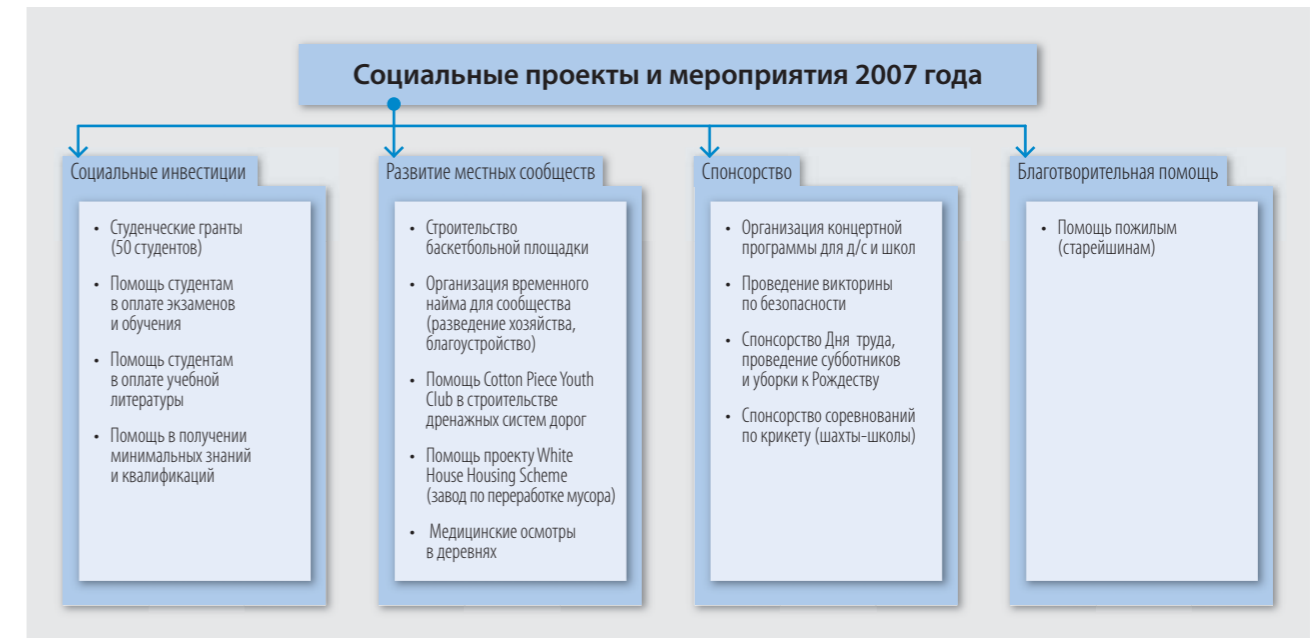 Социальные проекты и мероприятия 2007 года
Социальные инвестиции
• Студенческие гранты
(50 студентов)
• Помощь студентам
в оплате экзаменов
и обучения
• Помощь студентам
в оплате учебной
литературы
• Помощь в получении
минимальных знаний
и квалификаций
Развитие местных сообществ
• Строительство
баскетбольной площадки
• Организация временного
найма для сообщества
(разведение хозяйства,
благоустройство)
• Помощь Cotton Piece Youth
Club в строительстве
дренажных систем дорог
• Помощь проекту White
House Housing Scheme
(завод по переработке мусора)
• Медицинские осмотры
в деревнях
Спонсорство
• Организация концертной
программы для д/с и школ
• Проведение викторины
по безопасности
• Спонсорство Дня труда,
проведение субботников
и уборки к Рождеству
• Спонсорство соревнований
по крикету (шахты-школы)
Благотворительная помощь
• Помощь пожилым
(старейшинам)